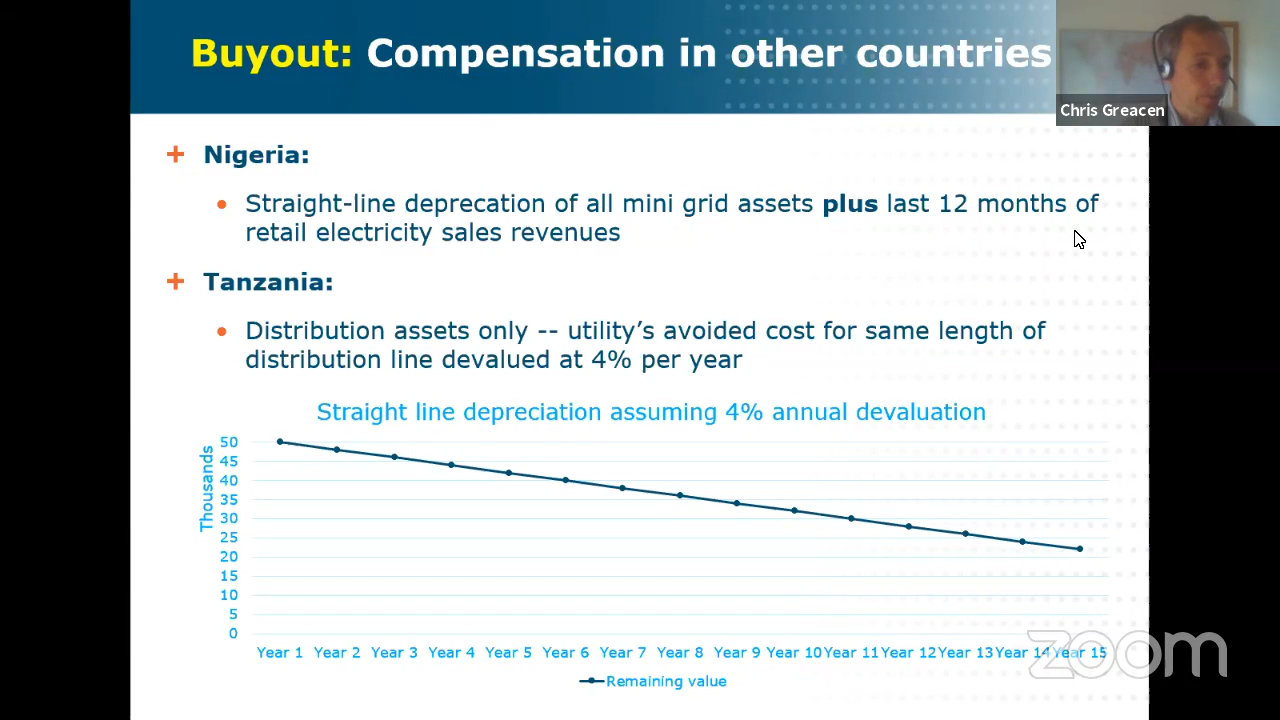 Buyout: Compensation in other countries
Chris Greacen
+ Nigeria:
• Straight-line deprecation of all mini grid assets plus last 12 months of
retail electricity sales revenues
+ Tanzania:
• Distribution assets only -- utility's avoided cost for same length of
distribution line devalued at 4% per year
Straight line depreciation assuming 4% annual devaluation
Thousands
50
45
40
35
30
25
20
15
10
5
0
Year 1 Year 2 Year 3 Year 4 Year 5 Year 6 Year 7 Year 8 Year 9 Year 10 Year 11 Year 12 Year 13 Year 14 Year 15
Remaining value
zoom